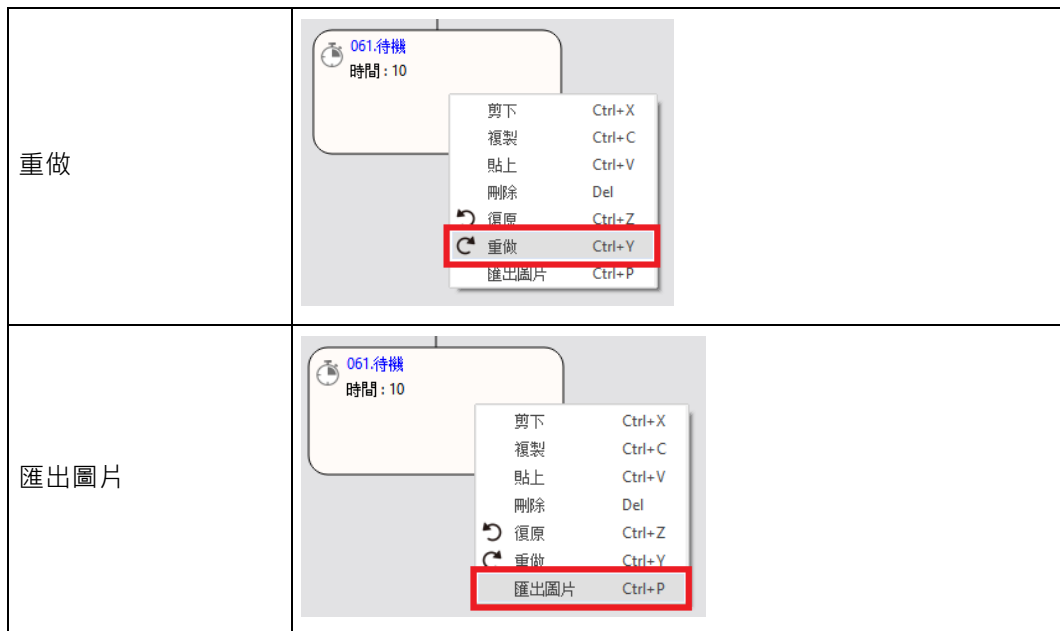 重做
061.待機
時間 : 10
剪下 Ctrl+X
複製 Ctrl+C
貼上 Ctrl+V
刪除 Del
復原 Ctrl+Z
重做 Ctrl+Y
匯出圖片 Ctrl+P
匯出圖片
061.待機
時間 : 10
剪下 Ctrl+X
複製 Ctrl+C
貼上 Ctrl+V
刪除 Del
復原 Ctrl+Z
重做 Ctrl+Y
匯出圖片 Ctrl+P